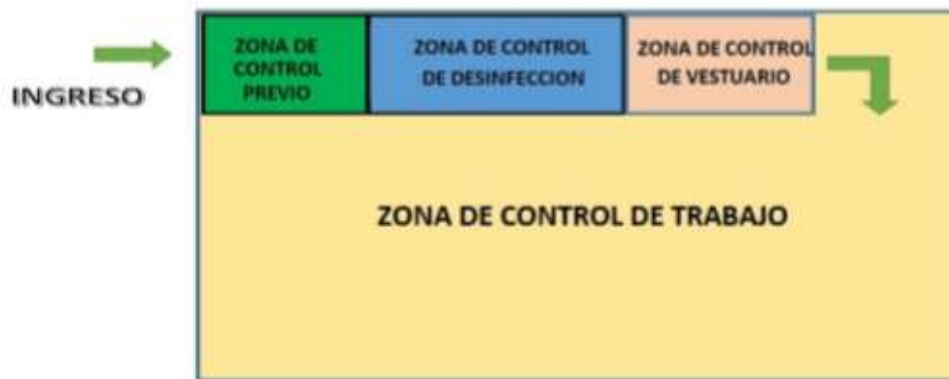 INGRESO
ZONA DE
CONTROL
PREVIO
ZONA DE CONTROL
DE DESINFECCION
ZONA DE CONTROL
DE VESTUARIO
ZONA DE CONTROL DE TRABAJO